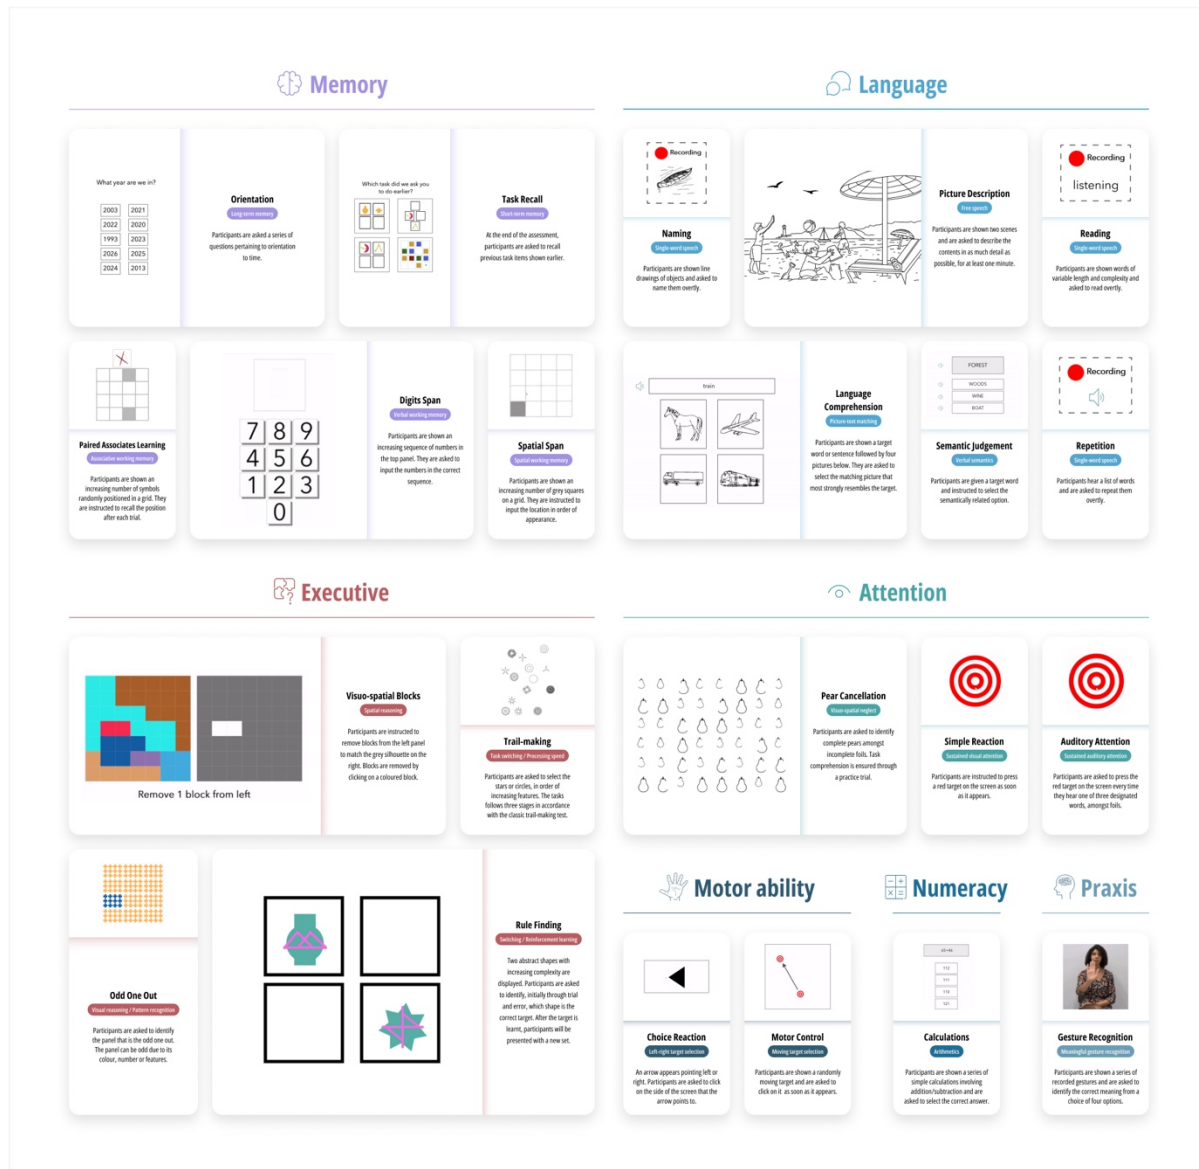 Memory
What year are we in?
2003 2021
2022 2020
1993 2023
2026 2025
2024 2013
Orientation
Long-term memory
Participants are asked a series of
questions pertaining to orientation
to time.
Which task did we ask you
to do earlier?
Task Recall
Short-term memory
At the end of the assessment,
participants are asked to recall
previous task items shown earlier.
Paired Associates Learning
Associative working memory
Participants are shown an
increasing number of symbols
randomly positioned in a grid. They
are instructed to recall the position
after each trial.
7 8 9
4 5 6
1 2 3
0
Digits Span
Verbal working memory
Participants are shown an
increasing sequence of numbers in
the top panel. They are asked to
input the numbers in the correct
sequence.
Spatial Span
Spatial working memory
Participants are shown an
increasing number of grey squares
on a grid. They are instructed to
input the location in order of
appearance.
Language
Recording
Naming
Single-word speech
Participants are shown line
drawings of objects and asked to
name them overtly.
Picture Description
Free speech
Participants are shown two scenes
and are asked to describe the
contents in as much detail as
possible, for at least one minute.
Recording
listening
Reading
Single-word speech
Participants are shown words of
variable length and complexity and
asked to read overtly.
train
Language
Comprehension
Picture-text matching
Participants are shown a target
word or sentence followed by four
pictures below. They are asked to
select the matching picture that
most strongly resembles the target.
FOREST
WOODS
WINE
BOAT
Semantic Judgement
Verbal semantics
Participants are given a target word
and instructed to select the
semantically related option.
Recording
Repetition
Single-word speech
Participants hear a list of words
and are asked to repeat them
overtly.
Executive
Remove 1 block from left
Visuo-spatial Blocks
Spatial reasoning
Participants are instructed to
remove blocks from the left panel
to match the grey silhouette on the
right. Blocks are removed by
clicking on a coloured block.
Trail-making
Task switching / Processing speed
Participants are asked to select the
stars or circles, in order of
increasing features. The tasks
follows three stages in accordance
with the classic trail-making test.
Odd One Out
Visual reasoning / Pattern recognition
Participants are asked to identify
the panel that is the odd one out.
The panel can be odd due to its
colour, number or features.
Rule Finding
Switching / Reinforcement learning
Two abstract shapes with
increasing complexity are
displayed. Participants are asked
to identify, initially through trial
and error, which shape is the
correct target. After the target is
learnt, participants will be
presented with a new set.
Attention
Pear Cancellation
Visuo-spatial neglect
Participants are asked to identify
complete pears amongst
incomplete foils. Task
comprehension is ensured through
a practice trial.
Simple Reaction
Sustained visual attention
Participants are instructed to press
a red target on the screen as soon
as it appears.
Auditory Attention
Sustained auditory attention
Participants are asked to press the
red target on the screen every time
they hear one of three designated
words, amongst foils.
Motor ability
Choice Reaction
Left-right target selection
An arrow appears pointing left or
right. Participants are asked to click
on the side of the screen that the
arrow points to.
Motor Control
Moving target selection
Participants are shown a randomly
moving target and are asked to
click on it as soon as it appears.
Numeracy
Calculations
Arithmetics
Participants are shown a series of
simple calculations involving
addition/subtraction and are
asked to select the correct answer.
Praxis
Gesture Recognition
Meaningful gesture recognition
Participants are shown a series of
recorded gestures and are asked to
identify the correct meaning from a
choice of four options.